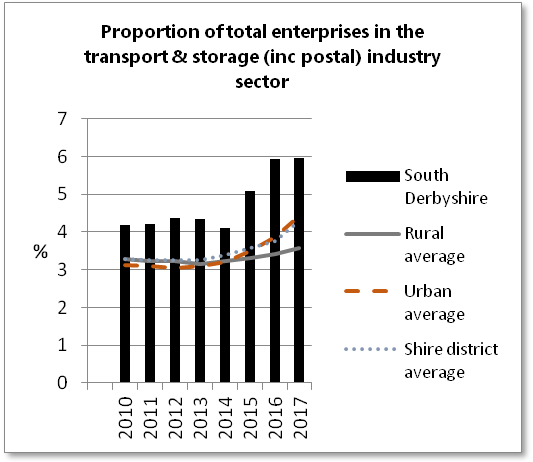 Proportion of total enterprises in the
transport & storage (inc postal) industry
sector
7
6
5
4
3
2
1
0
%
2010
2011
2012
2013
2014
2015
2016
2017
South
Derbyshire
Rural
average
Urban
average
Shire district
average